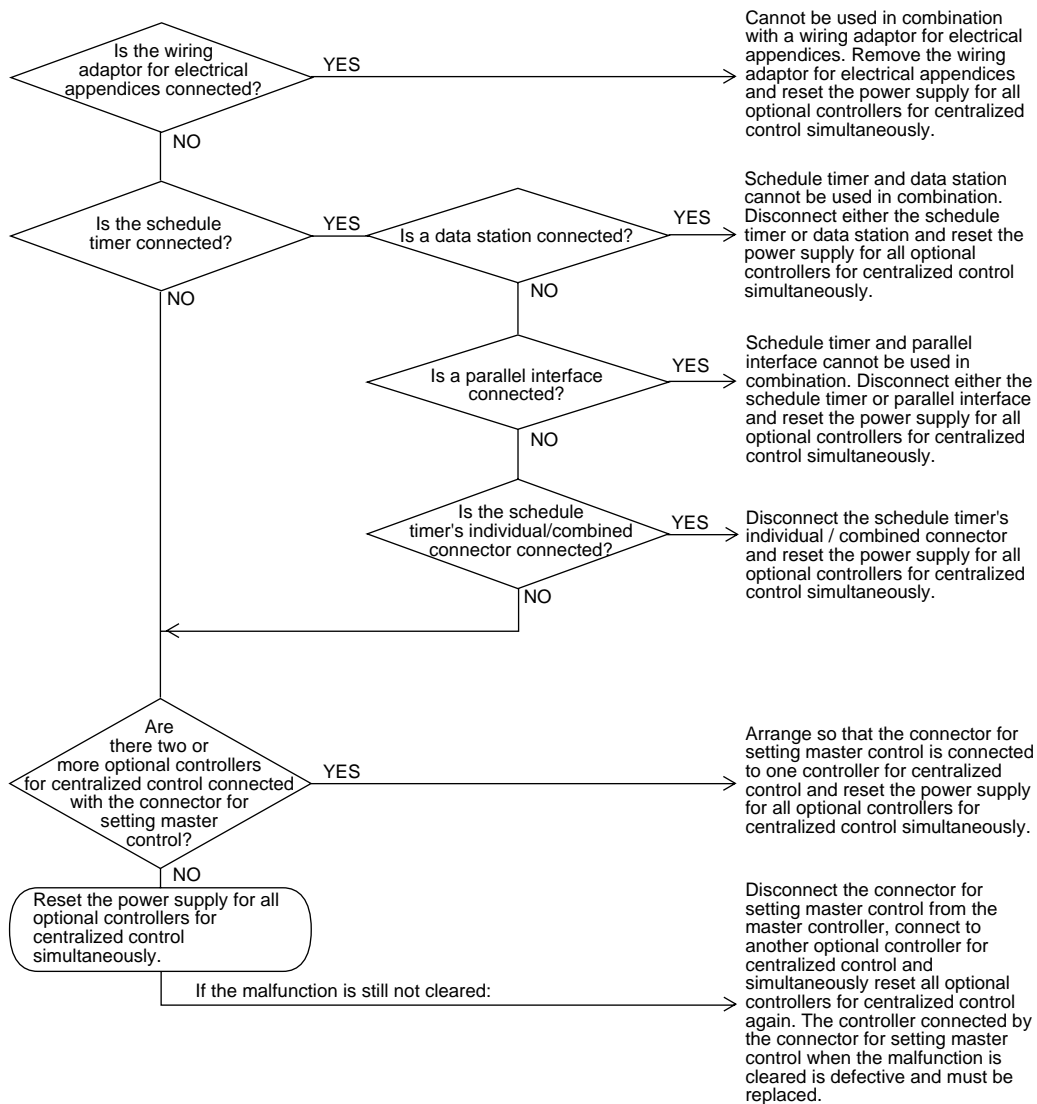 Is the wiring
adaptor for electrical
appendices connected?
YES
Cannot be used in combination
with a wiring adaptor for electrical
appendices. Remove the wiring
adaptor for electrical appendices
and reset the power supply for all
optional controllers for centralized
control simultaneously.
NO
Is the schedule
timer connected?
YES
Is a data station connected?
YES
Schedule timer and data station
cannot be used in combination.
Disconnect either the schedule
timer or data station and reset the
power supply for all optional
controllers for centralized control
simultaneously.
NO
NO
Is a parallel interface
connected?
YES
Schedule timer and parallel
interface cannot be used in
combination. Disconnect either the
schedule timer or parallel interface
and reset the power supply for all
optional controllers for centralized
control simultaneously.
NO
Is the schedule
timer's individual/combined
connector connected?
YES
Disconnect the schedule timer's
individual / combined connector
and reset the power supply for all
optional controllers for centralized
control simultaneously.
NO
Are
there two or
more optional controllers
for centralized control connected
with the connector for
setting master
control?
YES
Arrange so that the connector for
setting master control is connected
to one controller for centralized
control and reset the power supply
for all optional controllers for
centralized control simultaneously.
NO
Reset the power supply for all
optional controllers for
centralized control
simultaneously.
If the malfunction is still not cleared:
Disconnect the connector for
setting master control from the
master controller, connect to
another optional controller for
centralized control and
simultaneously reset all optional
controllers for centralized control
again. The controller connected by
the connector for setting master
control when the malfunction is
cleared is defective and must be
replaced.